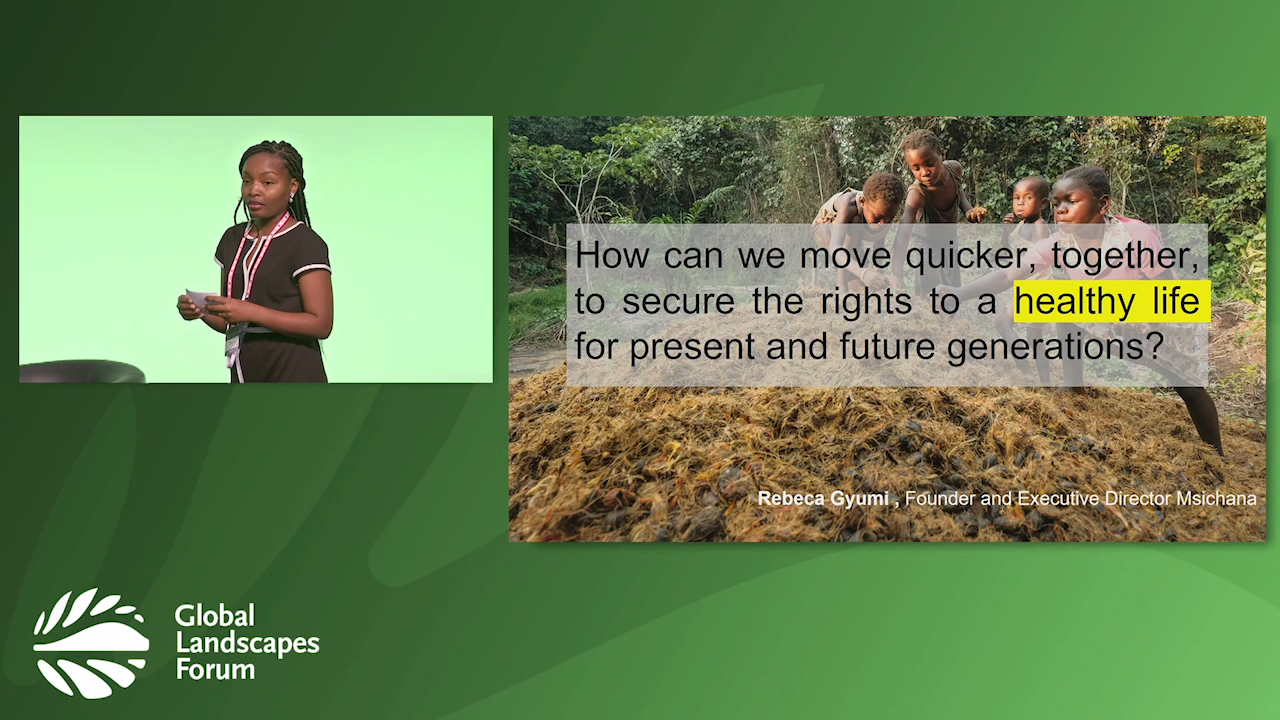 How can we move quicker, together,
to secure the rights to a healthy life
for present and future generations?
Rebeca Gyumi , Founder and Executive Director Msichana
Global
Landscapes
Forum